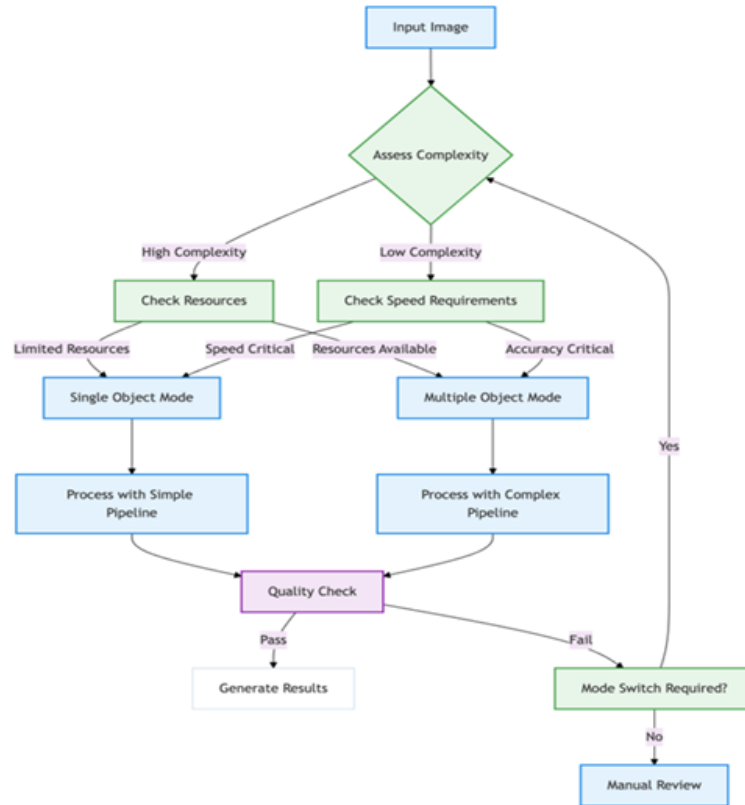 Input Image
Assess Complexity
High Complexity
Low Complexity
Check Resources
Check Speed Requirements
Limited Resources
Speed Critical
Resources Available
Accuracy Critical
Single Object Mode
Multiple Object Mode
Yes
Process with Simple
Pipeline
Process with Complex
Pipeline
Quality Check
Pass
Fail
Generate Results
Mode Switch Required?
No
Manual Review